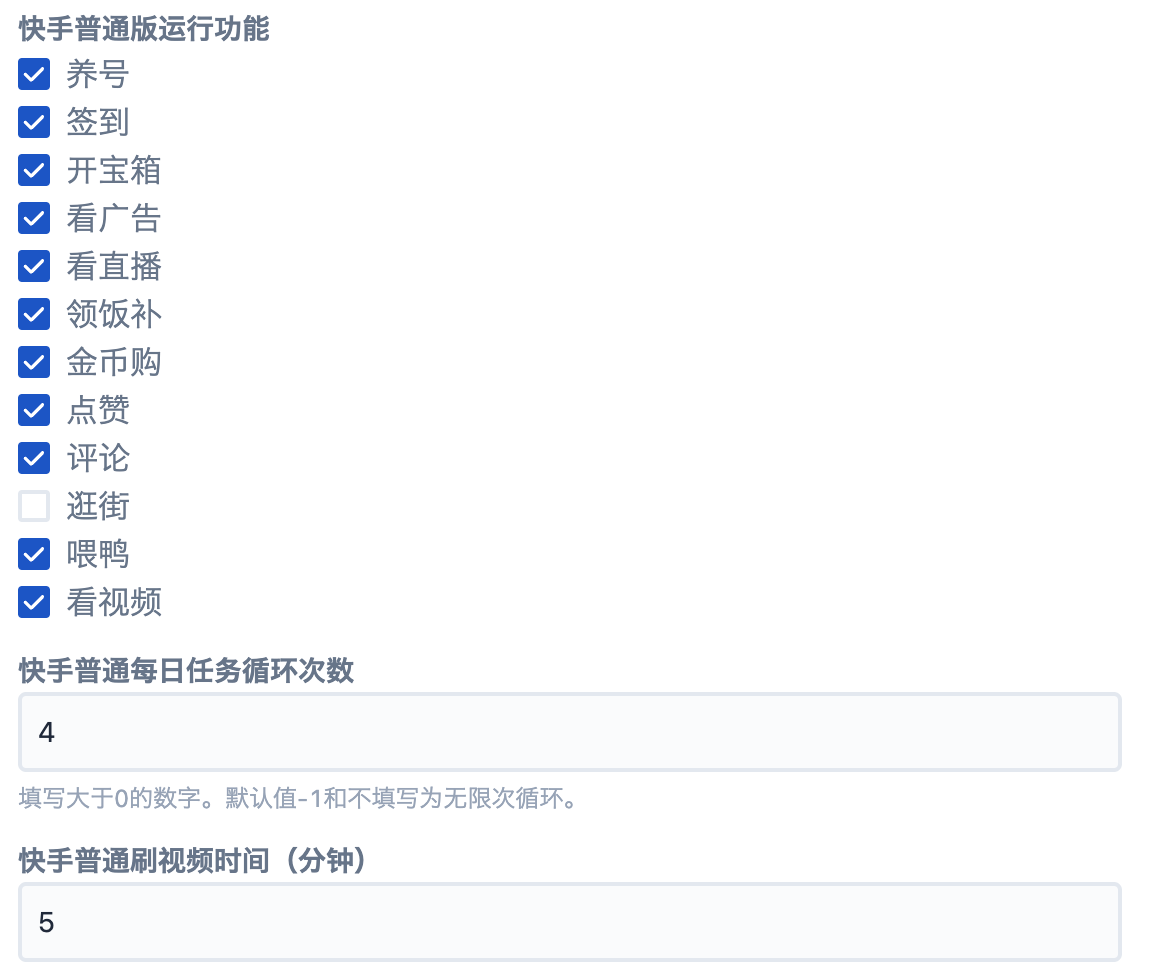 快手普通版运行功能
养号
签到
开宝箱
看广告
看直播
领饭补
金币购
点赞
评论
逛街
喂鸭
看视频
快手普通每日任务循环次数
4
填写大于0的数字。默认值-1和不填写为无限次循环。
快手普通刷视频时间（分钟）
5